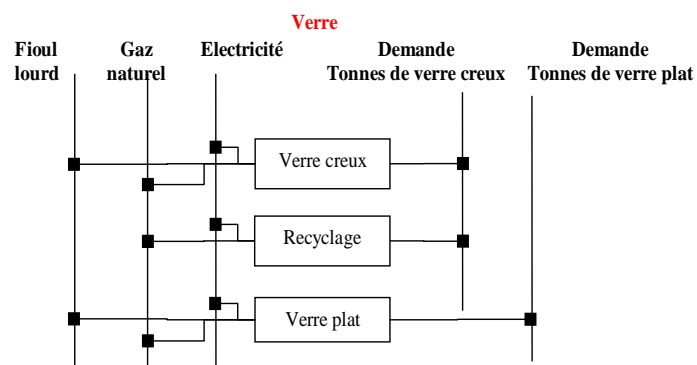 Verre
Fioul
lourd
Gaz
naturel
Electricité
Demande
Tonnes de verre creux
Demande
Tonnes de verre plat
Verre creux
Recyclage
Verre plat